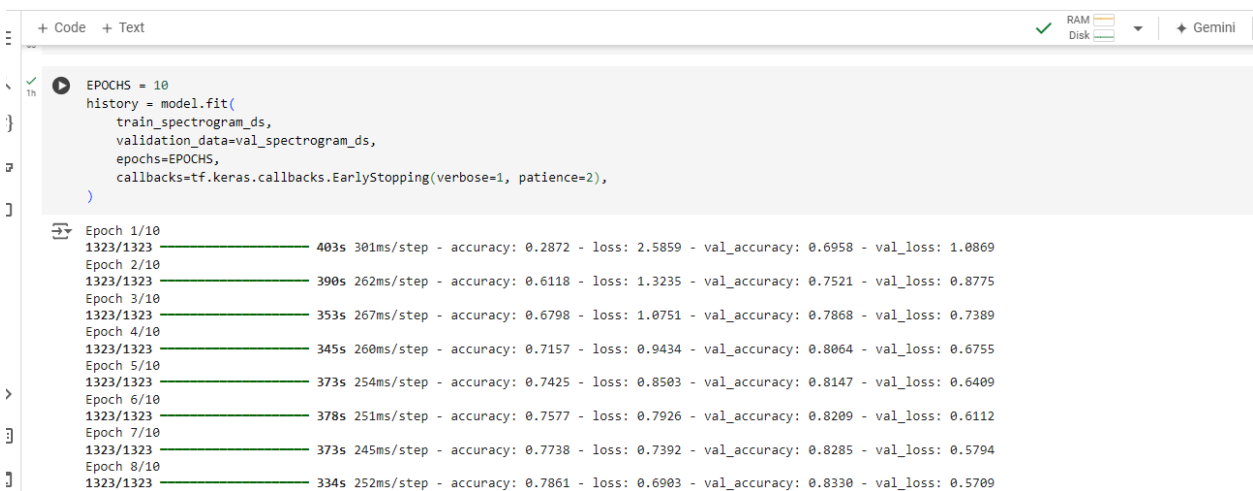 + Code + Text
RAM
Disk
Gemini
1h
EPOCHS = 10
history = model.fit(
train_spectrogram_ds,
validation_data=val_spectrogram_ds,
epochs=EPOCHS,
callbacks=tf.keras.callbacks.EarlyStopping(verbose=1, patience=2),
)
Epoch 1/10
1323/1323 403s 301ms/step - accuracy: 0.2872 - loss: 2.5859 - val_accuracy: 0.6958 - val_loss: 1.0869
Epoch 2/10
1323/1323 390s 262ms/step - accuracy: 0.6118 - loss: 1.3235 - val_accuracy: 0.7521 - val_loss: 0.8775
Epoch 3/10
1323/1323 353s 267ms/step - accuracy: 0.6798 - loss: 1.0751 - val_accuracy: 0.7868 - val_loss: 0.7389
Epoch 4/10
1323/1323 345s 260ms/step - accuracy: 0.7157 - loss: 0.9434 - val_accuracy: 0.8064 - val_loss: 0.6755
Epoch 5/10
1323/1323 373s 254ms/step - accuracy: 0.7425 - loss: 0.8503 - val_accuracy: 0.8147 - val_loss: 0.6409
Epoch 6/10
1323/1323 378s 251ms/step - accuracy: 0.7577 - loss: 0.7926 - val_accuracy: 0.8209 - val_loss: 0.6112
Epoch 7/10
1323/1323 373s 245ms/step - accuracy: 0.7738 - loss: 0.7392 - val_accuracy: 0.8285 - val_loss: 0.5794
Epoch 8/10
1323/1323 334s 252ms/step - accuracy: 0.7861 - loss: 0.6903 - val_accuracy: 0.8330 - val_loss: 0.5709